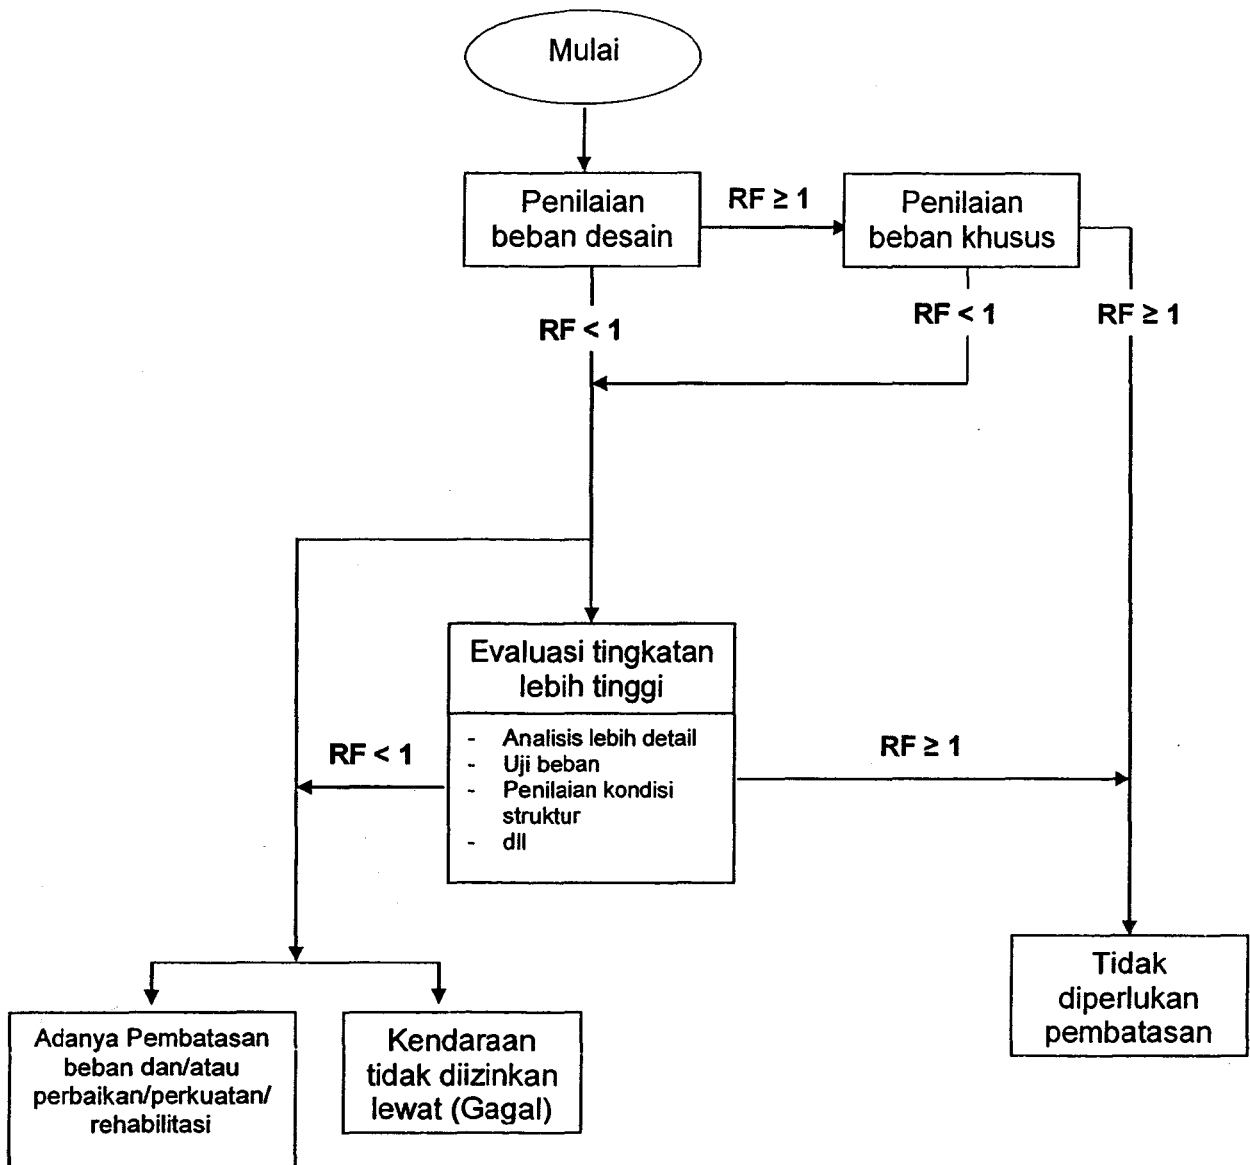 Mulai
Penilaian
beban desain
RF ≥ 1
Penilaian
beban khusus
RF < 1
RF < 1
RF ≥ 1
Evaluasi tingkatan
lebih tinggi
- Analisis lebih detail
- Uji beban
- Penilaian kondisi
struktur
- dll
RF < 1
RF ≥ 1
Adanya Pembatasan
beban dan/atau
perbaikan/perkuatan/
rehabilitasi
Kendaraan
tidak diizinkan
lewat (Gagal)
Tidak
diperlukan
pembatasan